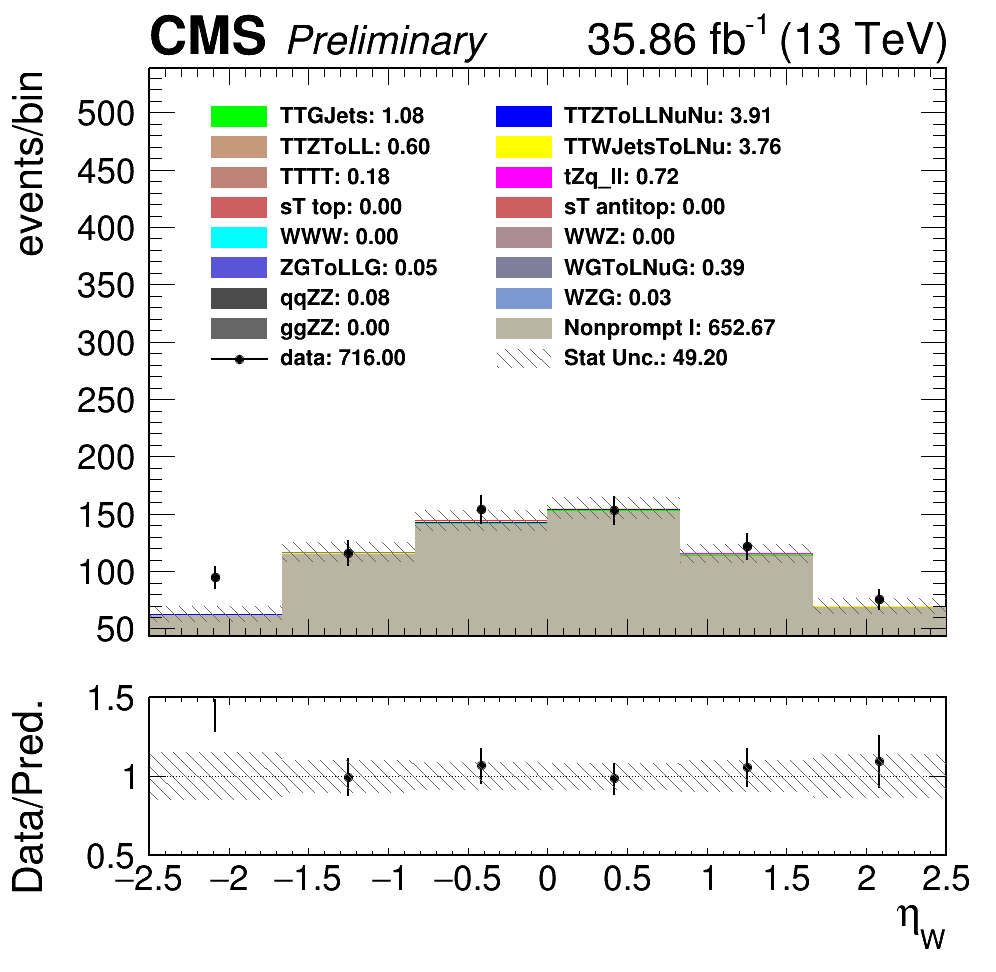 CMS Preliminary 35.86 fb-1 (13 TeV)
events/bin
500
450
400
350
300
250
200
150
100
50
TTGJets: 1.08 TTZToLLNuNu: 3.91
TTZToLL: 0.60 TTWJetsToLNu: 3.76
TTTT: 0.18 tZq_ll: 0.72
sT top: 0.00 sT antitop: 0.00
WWW: 0.00 WWZ: 0.00
ZGToLLG: 0.05 WGToLNuG: 0.39
qqZZ: 0.08 WZG: 0.03
ggZZ: 0.00 Nonprompt l: 652.67
data: 716.00 Stat Unc.: 49.20
Data/Pred.
1.5
1
0.5
−2.5 −2 −1.5 −1 −0.5 0 0.5 1 1.5 2 2.5
ηW